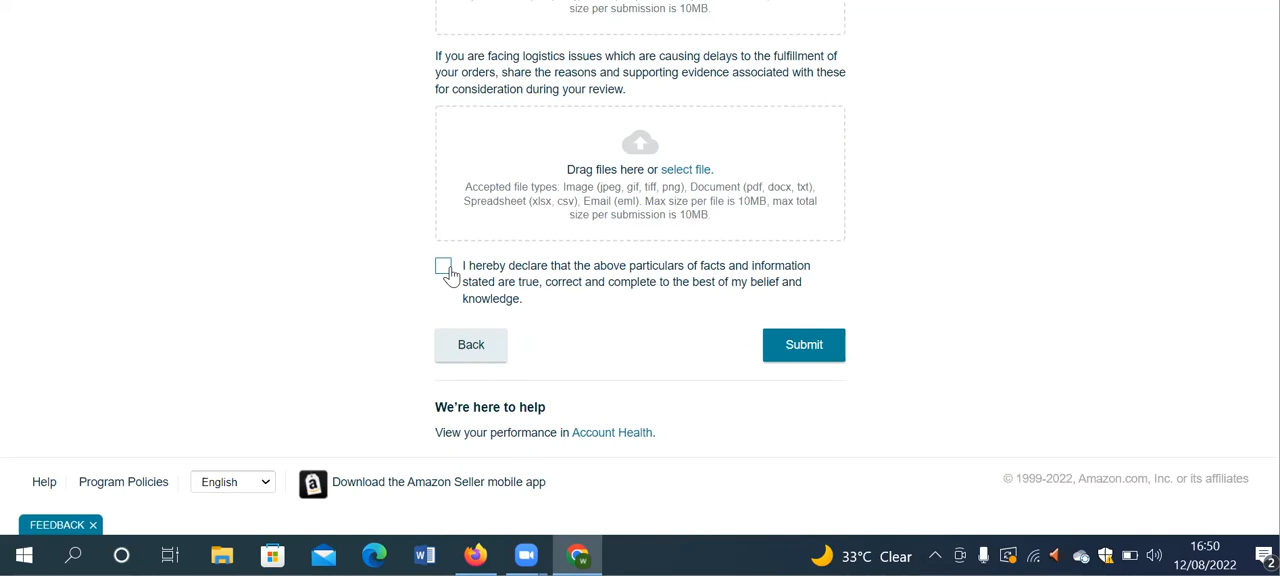 size per submission is 10MB.
If you are facing logistics issues which are causing delays to the fulfillment of
your orders, share the reasons and supporting evidence associated with these
for consideration during your review.
Drag files here or select file.
Accepted file types: Image (jpeg, gif, tiff, png), Document (pdf, docx, txt),
Spreadsheet (xlsx, csv), Email (eml). Max size per file is 10MB, max total
size per submission is 10MB.
I hereby declare that the above particulars of facts and information
stated are true, correct and complete to the best of my belief and
knowledge.
Back
Submit
We're here to help
View your performance in Account Health.
Help
Program Policies
English
Download the Amazon Seller mobile app
© 1999-2022, Amazon.com, Inc. or its affiliates
FEEDBACK ×
33°C Clear
16:50
12/08/2022
2